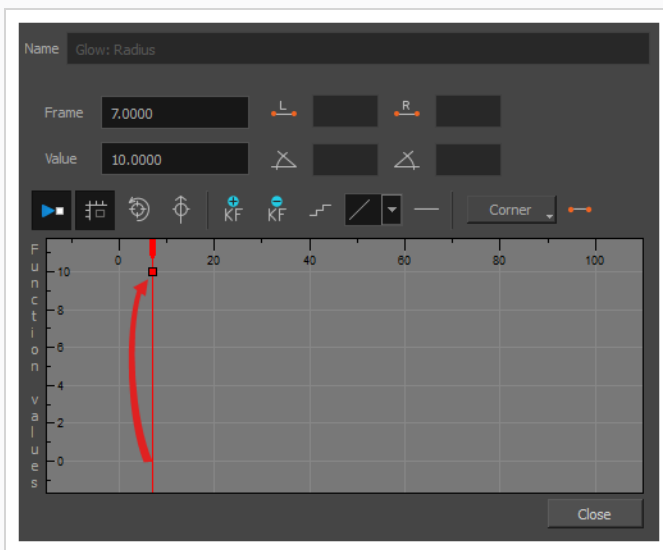 Name Glow: Radius
Frame 7.0000 L R
Value 10.0000
KF KF Corner
Function values
0 20 40 60 80 100
10
8
6
4
2
0
Close